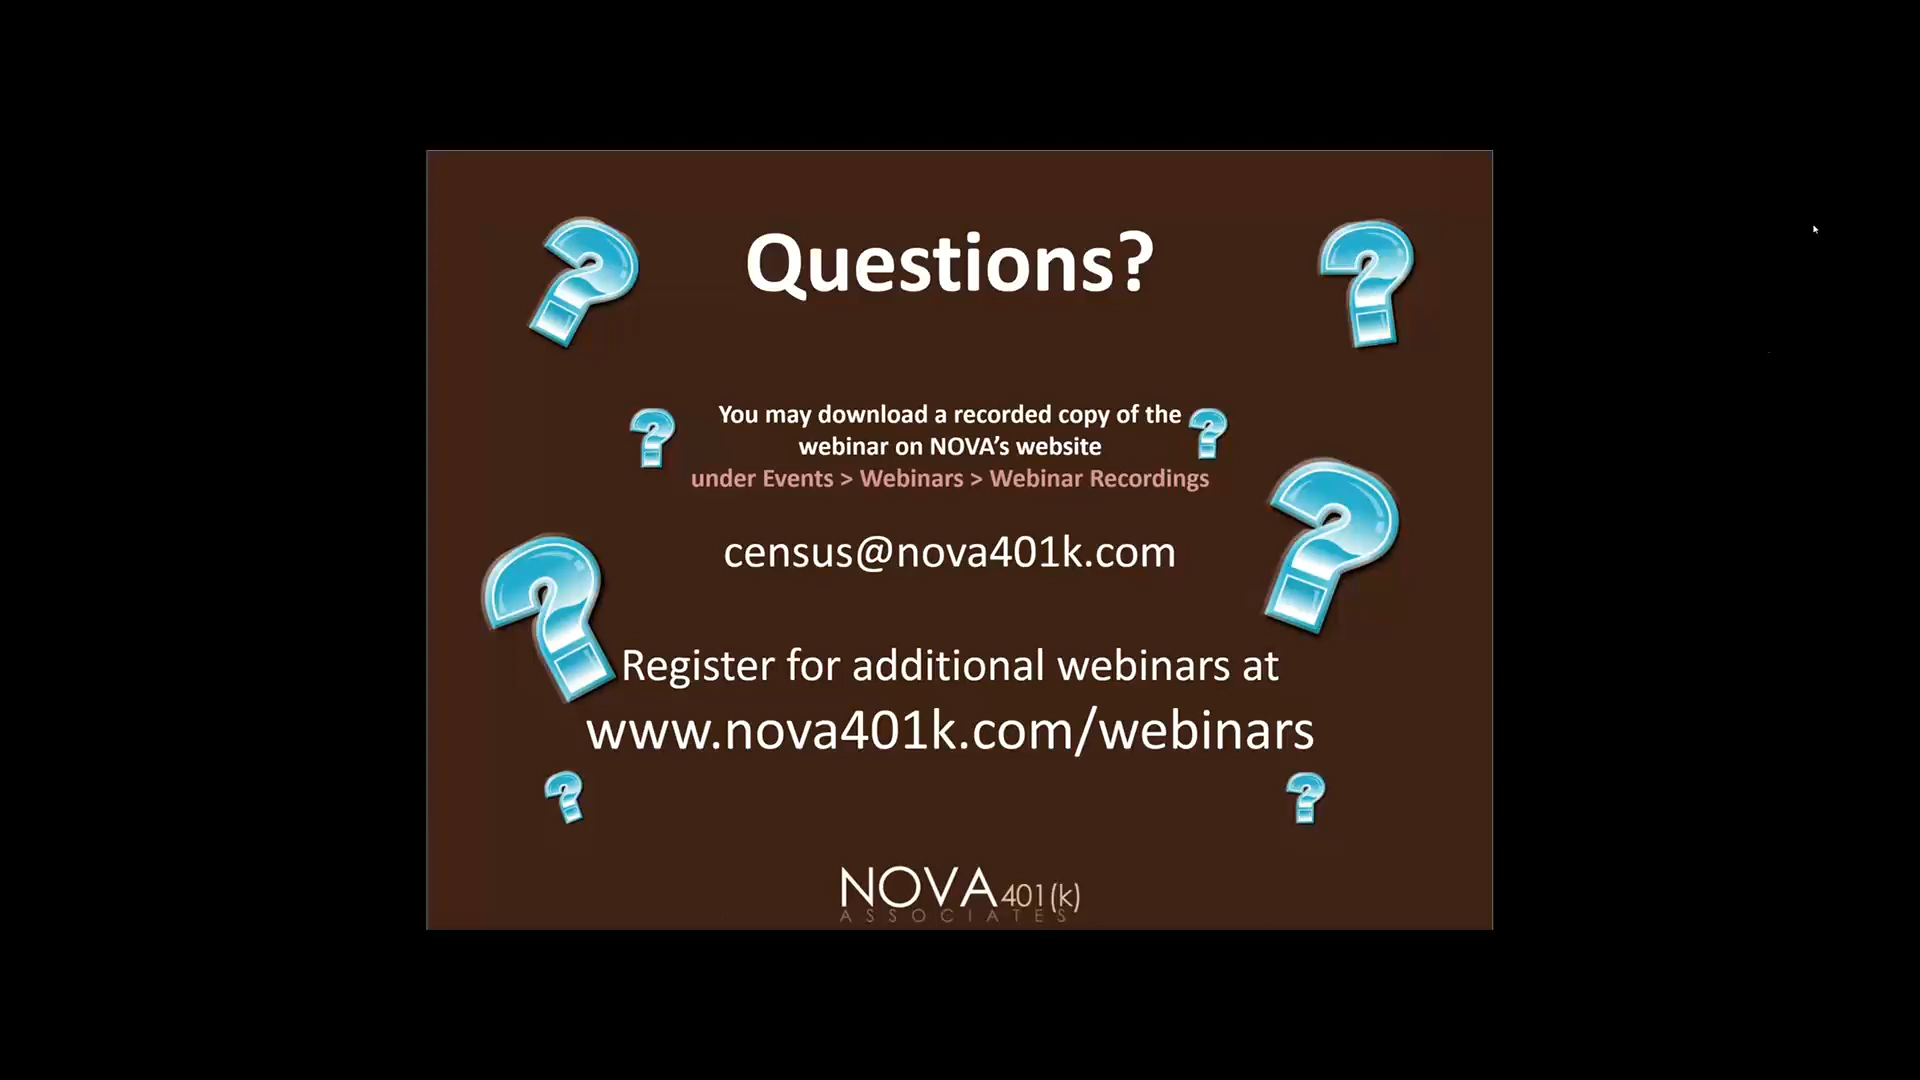 Questions?
You may download a recorded copy of the
webinar on NOVA’s website
under Events > Webinars > Webinar Recordings
census@nova401k.com
Register for additional webinars at
www.nova401k.com/webinars
NOVA 401(k)
ASSOCIATES